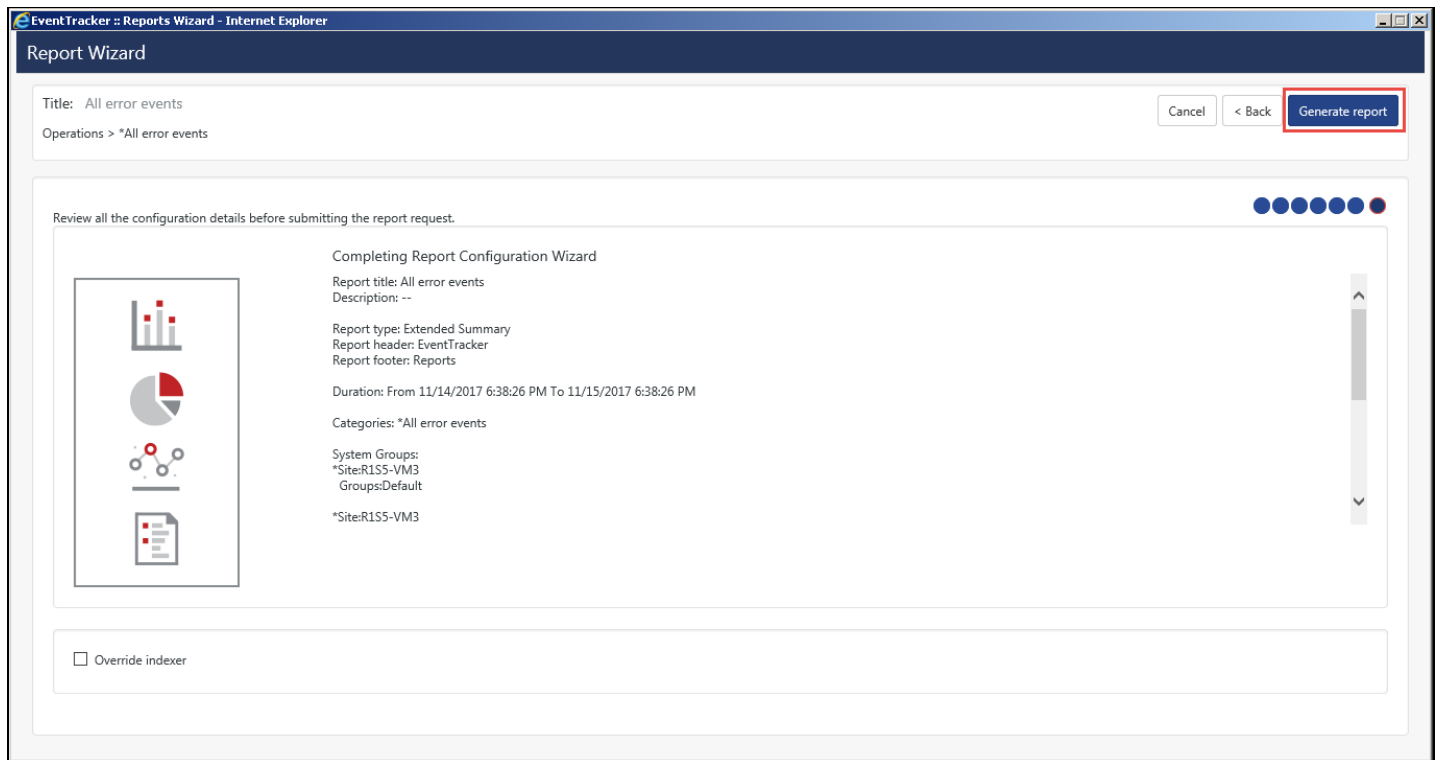 EventTracker :: Reports Wizard - Internet Explorer
Report Wizard
Title: All error events
Cancel < Back Generate report
Operations > *All error events
Review all the configuration details before submitting the report request.
Completing Report Configuration Wizard
Report title: All error events
Description: --
Report type: Extended Summary
Report header: EventTracker
Report footer: Reports
Duration: From 11/14/2017 6:38:26 PM To 11/15/2017 6:38:26 PM
Categories: *All error events
System Groups:
*Site:R1S5-VM3
Groups:Default
*Site:R1S5-VM3
Override indexer